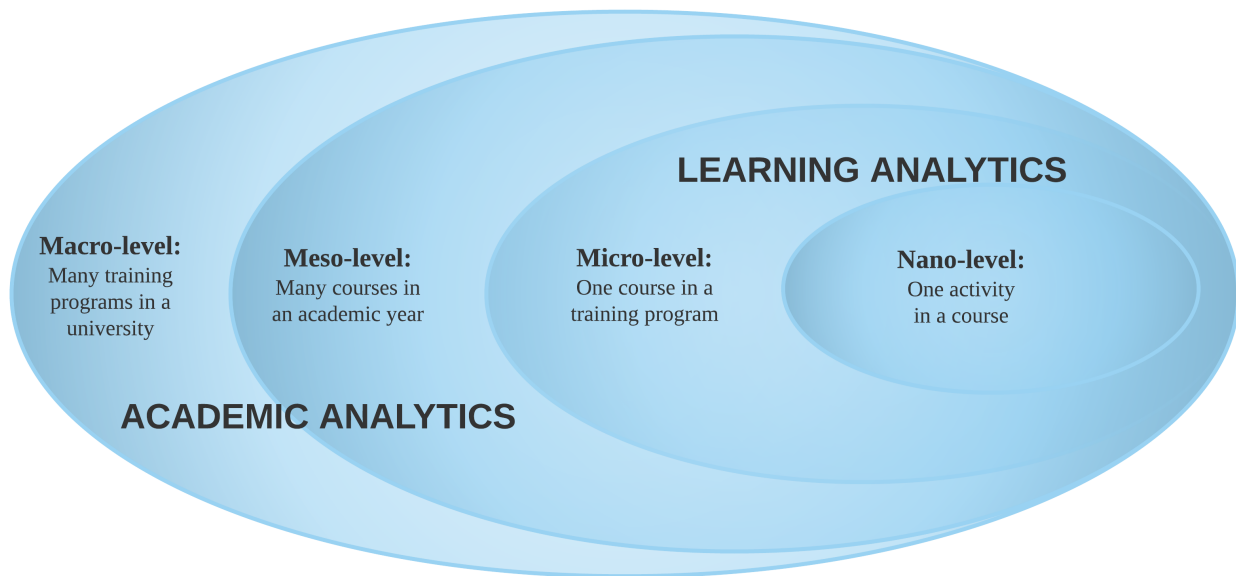 LEARNING ANALYTICS
Macro-level:
Many training
programs in a
university
Meso-level:
Many courses in
an academic year
Micro-level:
One course in a
training program
Nano-level:
One activity
in a course
ACADEMIC ANALYTICS